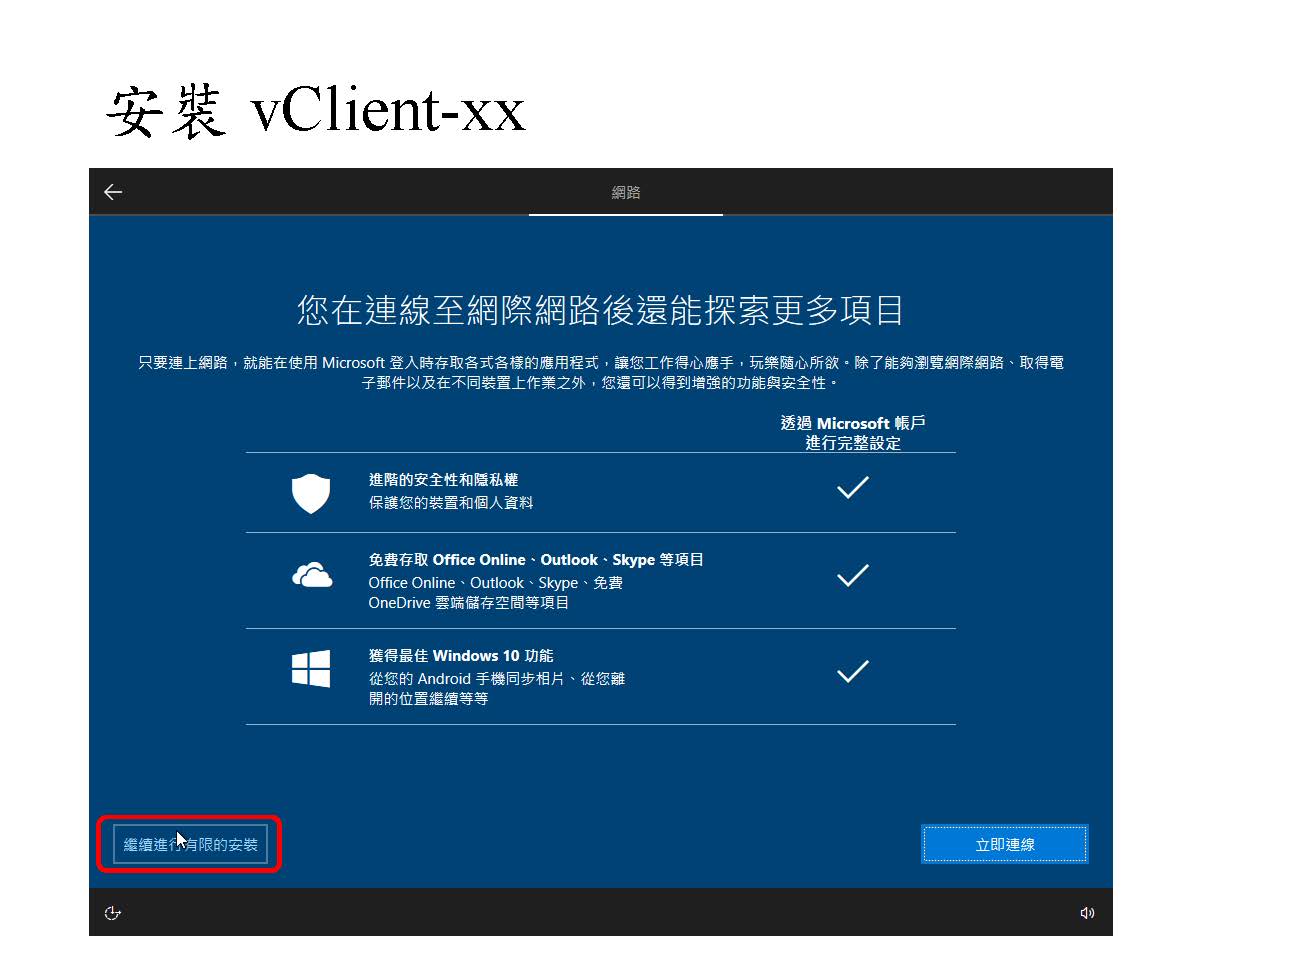 安裝 vClient-xx
網路
您在連線至網際網路後還能探索更多項目
只要連上網路，就能在使用 Microsoft 登入時存取各式各樣的應用程式，讓您工作得心應手，玩樂隨心所欲。除了能夠瀏覽網際網路、取得電
子郵件以及在不同裝置上作業之外，您還可以得到增強的功能與安全性。
透過 Microsoft 帳戶
進行完整設定
進階的安全性和隱私權
保護您的裝置和個人資料
免費存取 Office Online、Outlook、Skype 等項目
Office Online、Outlook、Skype、免費
OneDrive 雲端儲存空間等項目
獲得最佳 Windows 10 功能
從您的 Android 手機同步相片、從您離
開的位置繼續等等
繼續進行有限的安裝
立即連線